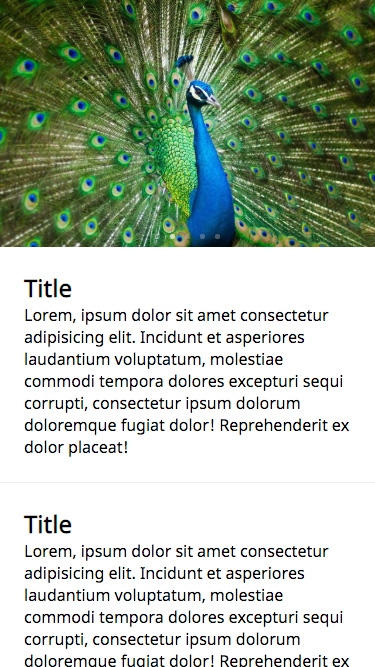 Title
Lorem, ipsum dolor sit amet consectetur
adipisicing elit. Incidunt et asperiores
laudantium voluptatum, molestiae
commodi tempora dolores excepturi sequi
corrupti, consectetur ipsum dolorum
doloremque fugiat dolor! Reprehenderit ex
dolor placeat!
Title
Lorem, ipsum dolor sit amet consectetur
adipisicing elit. Incidunt et asperiores
laudantium voluptatum, molestiae
commodi tempora dolores excepturi sequi
corrupti, consectetur ipsum dolorum
doloremque fugiat dolor! Reprehenderit ex